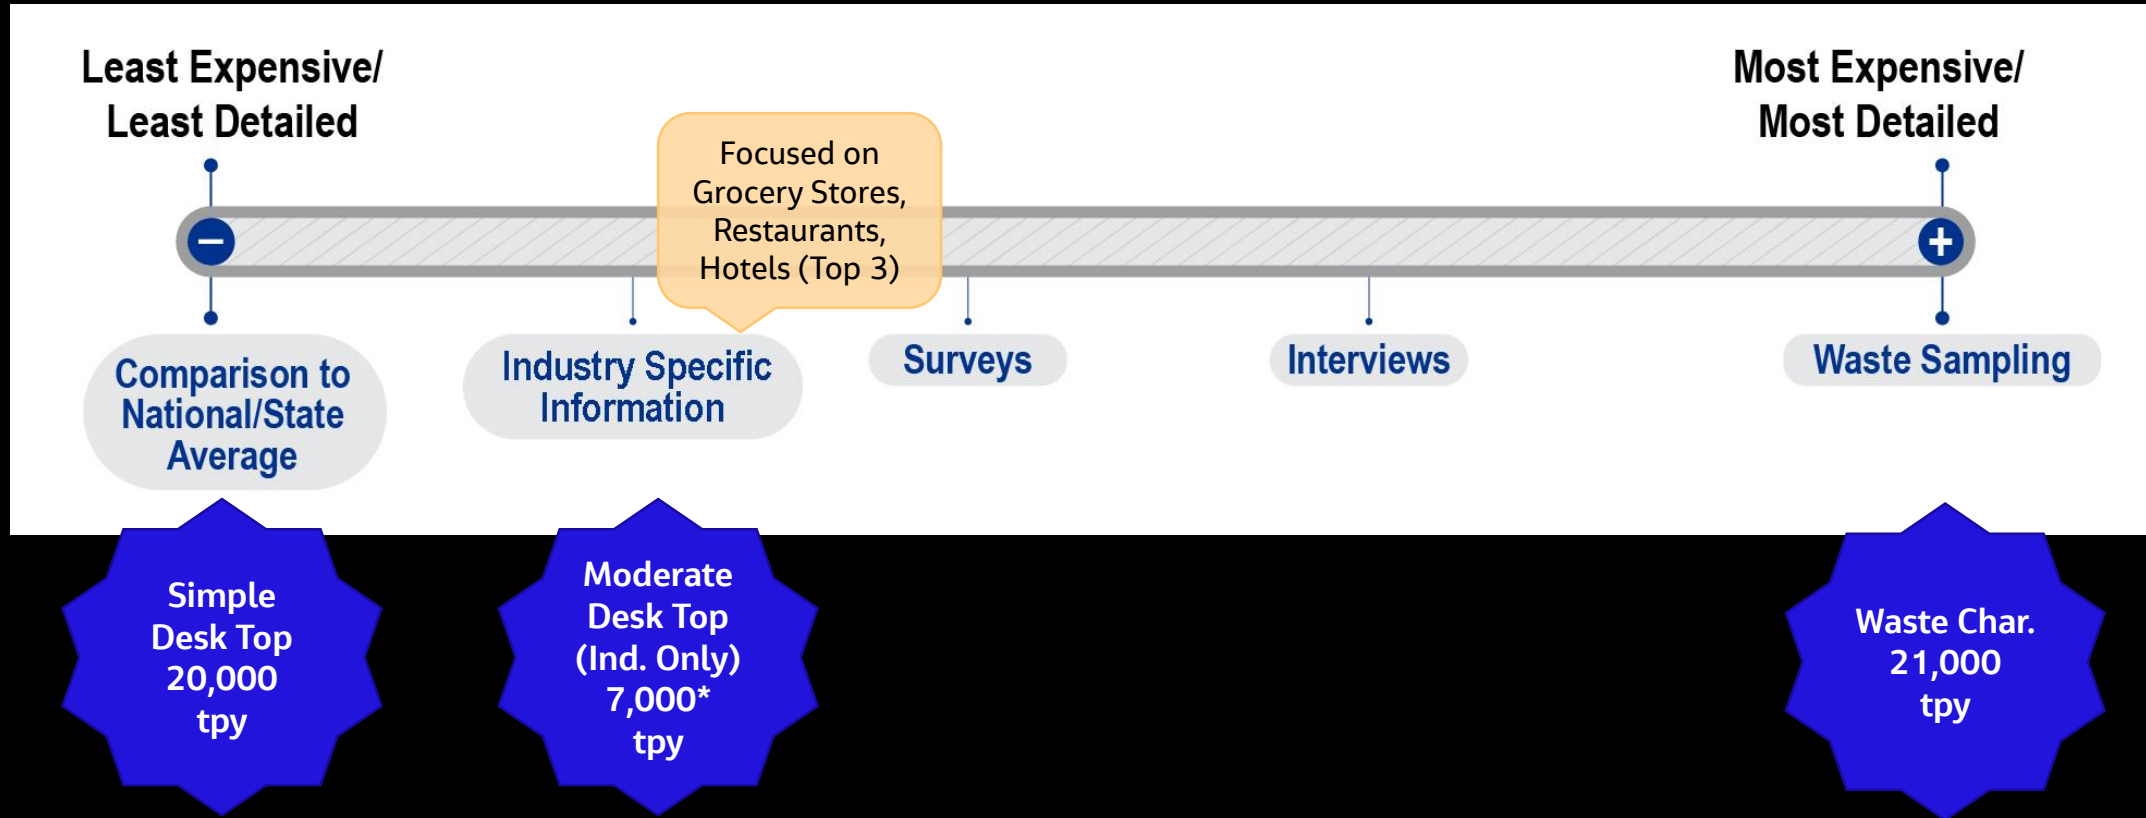 Least Expensive/
Least Detailed
Most Expensive/
Most Detailed
Focused on
Grocery Stores,
Restaurants,
Hotels (Top 3)
−
+
Comparison to
National/State
Average
Industry Specific
Information
Surveys
Interviews
Waste Sampling
Simple
Desk Top
20,000
tpy
Moderate
Desk Top
(Ind. Only)
7,000*
tpy
Waste Char.
21,000
tpy